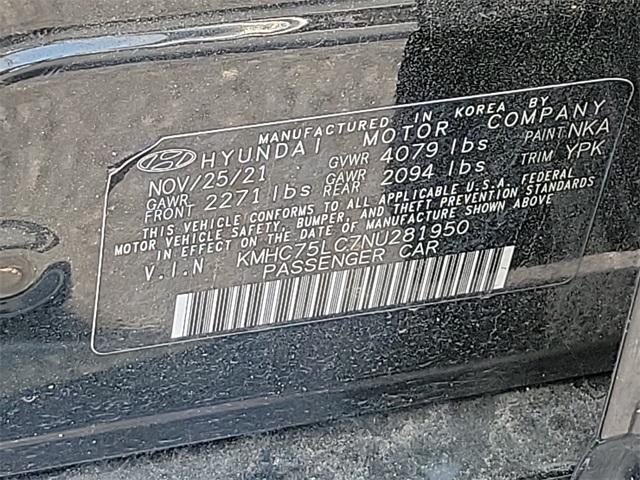 MANUFACTURED IN KOREA BY
HYUNDAI MOTOR COMPANY
NOV/25/21 GVWR 4079 lbs PAINT NKA
GAWR FRONT 2271 lbs GAWR REAR 2094 lbs TRIM YPK
THIS VEHICLE CONFORMS TO ALL APPLICABLE U.S.A. FEDERAL
MOTOR VEHICLE SAFETY, BUMPER, AND THEFT PREVENTION STANDARDS
IN EFFECT ON THE DATE OF MANUFACTURE SHOWN ABOVE
V.I.N KMHC75LC7NU281950
PASSENGER CAR